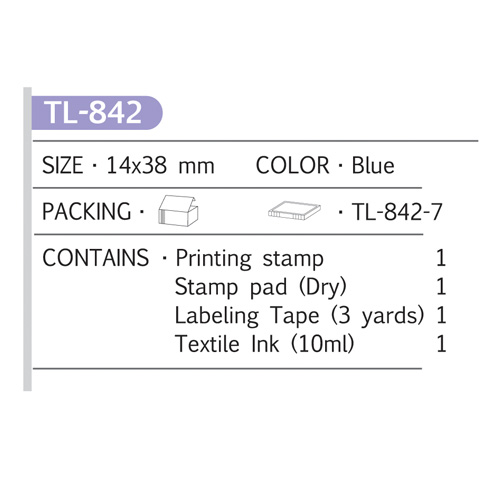 TL-842
SIZE · 14x38 mm COLOR · Blue
PACKING · · TL-842-7
CONTAINS · Printing stamp 1
Stamp pad (Dry) 1
Labeling Tape (3 yards) 1
Textile Ink (10ml) 1